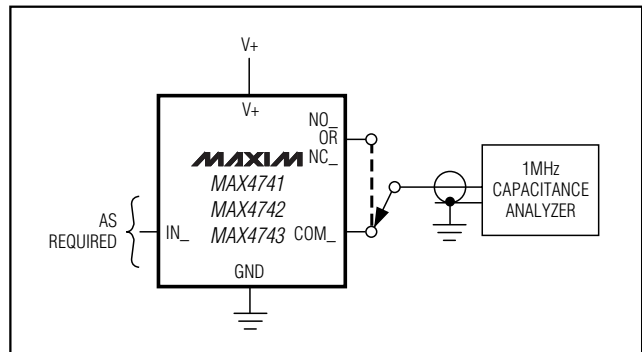 V+
V+
NO_
OR
NC_
MAXIM
MAX4741
MAX4742
MAX4743
COM_
AS
REQUIRED
IN_
GND
1MHz
CAPACITANCE
ANALYZER